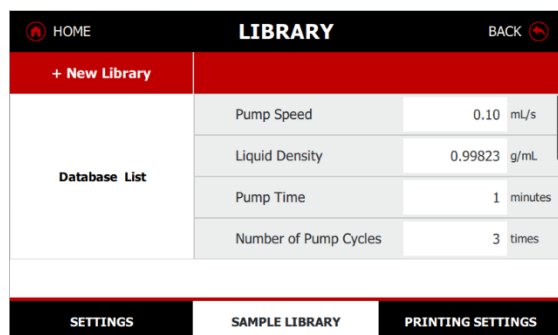 HOME LIBRARY BACK
+ New Library
Pump Speed 0.10 mL/s
Liquid Density 0.99823 g/mL
Database List
Pump Time 1 minutes
Number of Pump Cycles 3 times
SETTINGS SAMPLE LIBRARY PRINTING SETTINGS